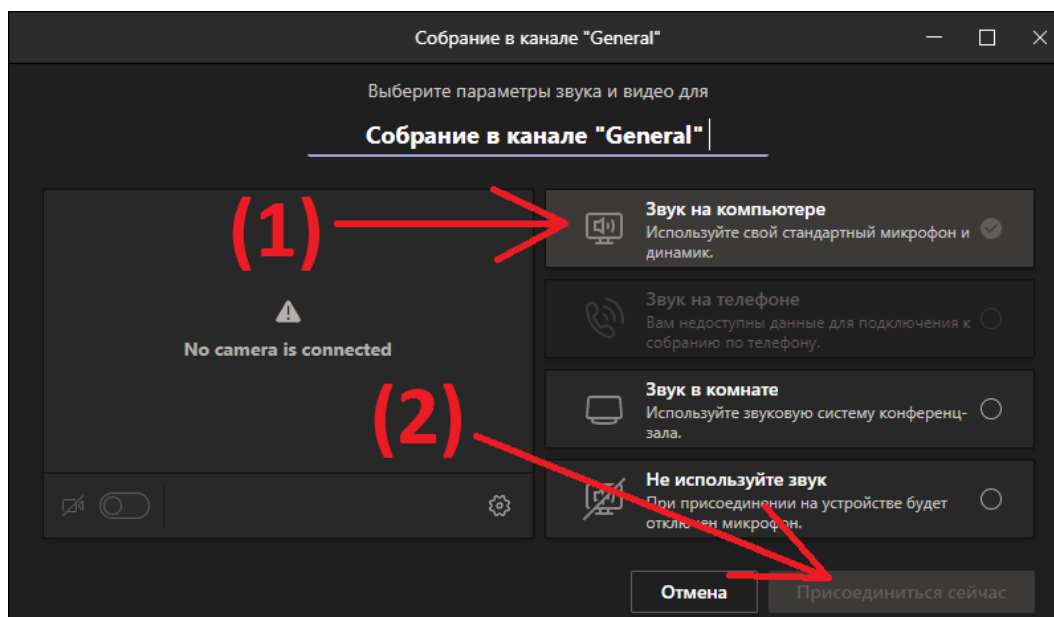 Собрание в канале "General"
Выберите параметры звука и видео для
Собрание в канале "General"
(1)
No camera is connected
Звук на компьютере
Используйте свой стандартный микрофон и
динамик.
Звук на телефоне
Вам недоступны данные для подключения к
собранию по телефону.
(2)
Звук в комнате
Используйте звуковую систему конференц-
зала.
Не используйте звук
При присоединении на устройстве будет
отключен микрофон.
Отмена
Присоединиться сейчас